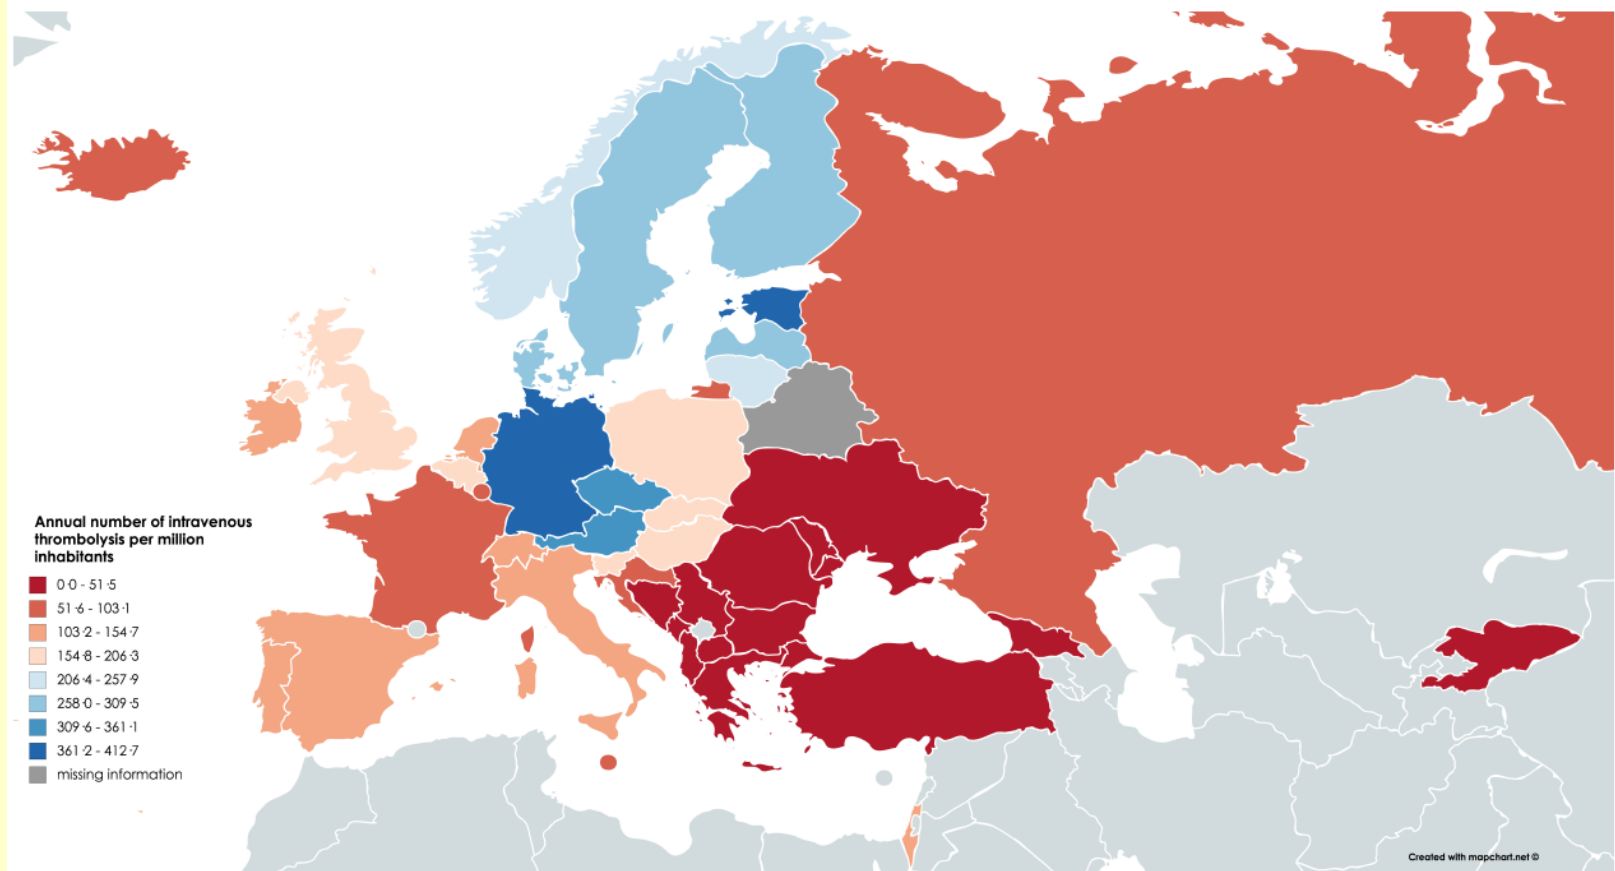 Annual number of intravenous
thrombolysis per million
inhabitants
0·0 - 51·5
51·6 - 103·1
103·2 - 154·7
154·8 - 206·3
206·4 - 257·9
258·0 - 309·5
309·6 - 361·1
361·2 - 412·7
missing information
Created with mapchart.net ©